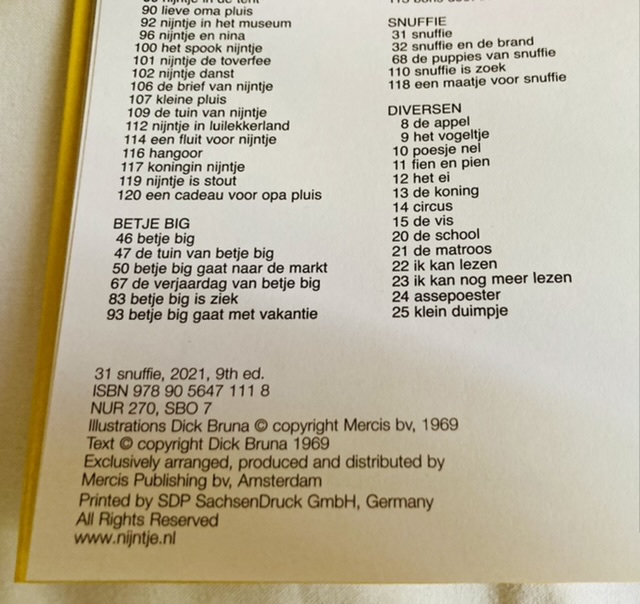 90 lieve oma pluis
92 nijntje in het museum
96 nijntje en nina
100 het spook nijntje
101 nijntje de toverfee
102 nijntje danst
106 de brief van nijntje
107 kleine pluis
109 de tuin van nijntje
112 nijntje in luilekkerland
114 een fluit voor nijntje
116 hangoor
117 koningin nijntje
119 nijntje is stout
120 een cadeau voor opa pluis
BETJE BIG
46 betje big
47 de tuin van betje big
50 betje big gaat naar de markt
67 de verjaardag van betje big
83 betje big is ziek
93 betje big gaat met vakantie
SNUFFIE
31 snuffie
32 snuffie en de brand
68 de puppies van snuffie
110 snuffie is zoek
118 een maatje voor snuffie
DIVERSEN
8 de appel
9 het vogeltje
10 poesje nel
11 fien en pien
12 het ei
13 de koning
14 circus
15 de vis
20 de school
21 de matroos
22 ik kan lezen
23 ik kan nog meer lezen
24 assepoester
25 klein duimpje
31 snuffie, 2021, 9th ed.
ISBN 978 90 5647 111 8
NUR 270, SBO 7
Illustrations Dick Bruna © copyright Mercis bv, 1969
Text © copyright Dick Bruna 1969
Exclusively arranged, produced and distributed by
Mercis Publishing bv, Amsterdam
Printed by SDP SachsenDruck GmbH, Germany
All Rights Reserved
www.nijntje.nl